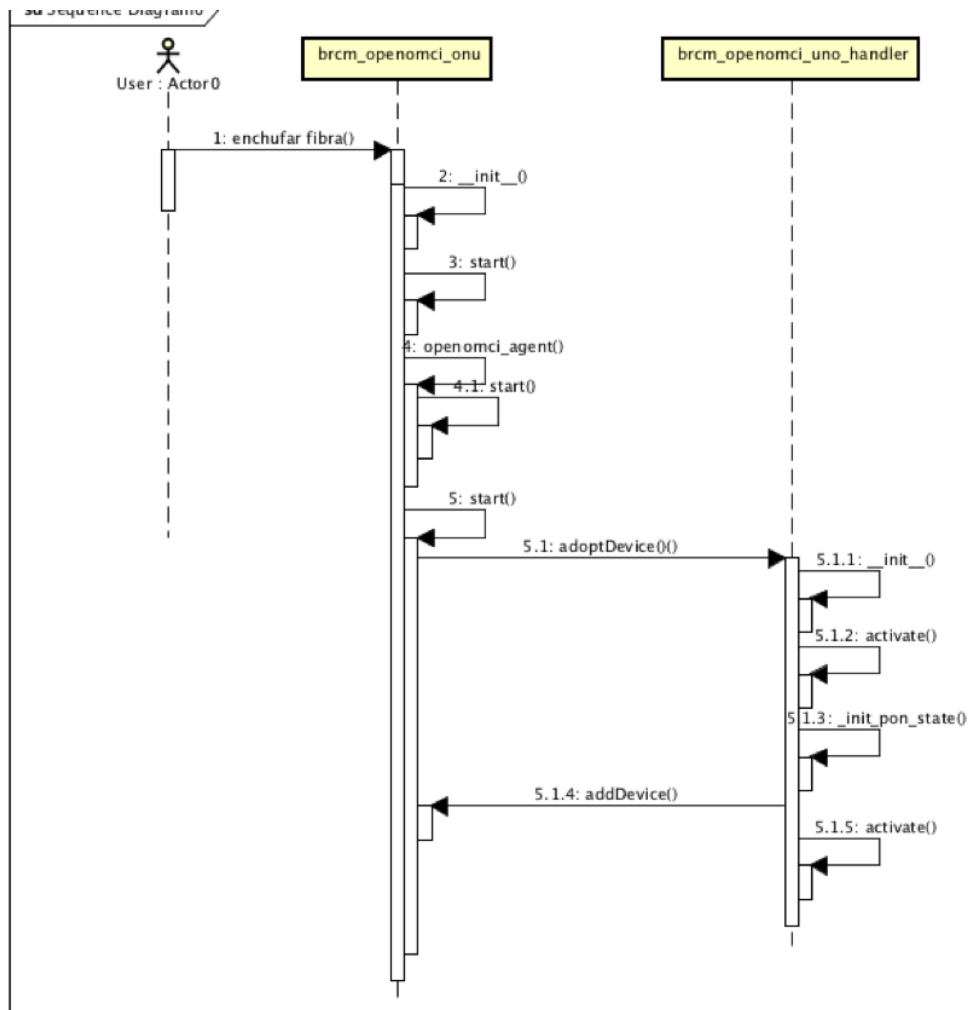 sd Sequence Diagram0
brcm_openomci_onu
brcm_openomci_uno_handler
User : Actor0
1: enchufar fibra()
2: __init__()
3: start()
4: openomci_agent()
4.1: start()
5: start()
5.1: adoptDevice()()
5.1.1: __init__()
5.1.2: activate()
5.1.3: _init_pon_state()
5.1.4: addDevice()
5.1.5: activate()